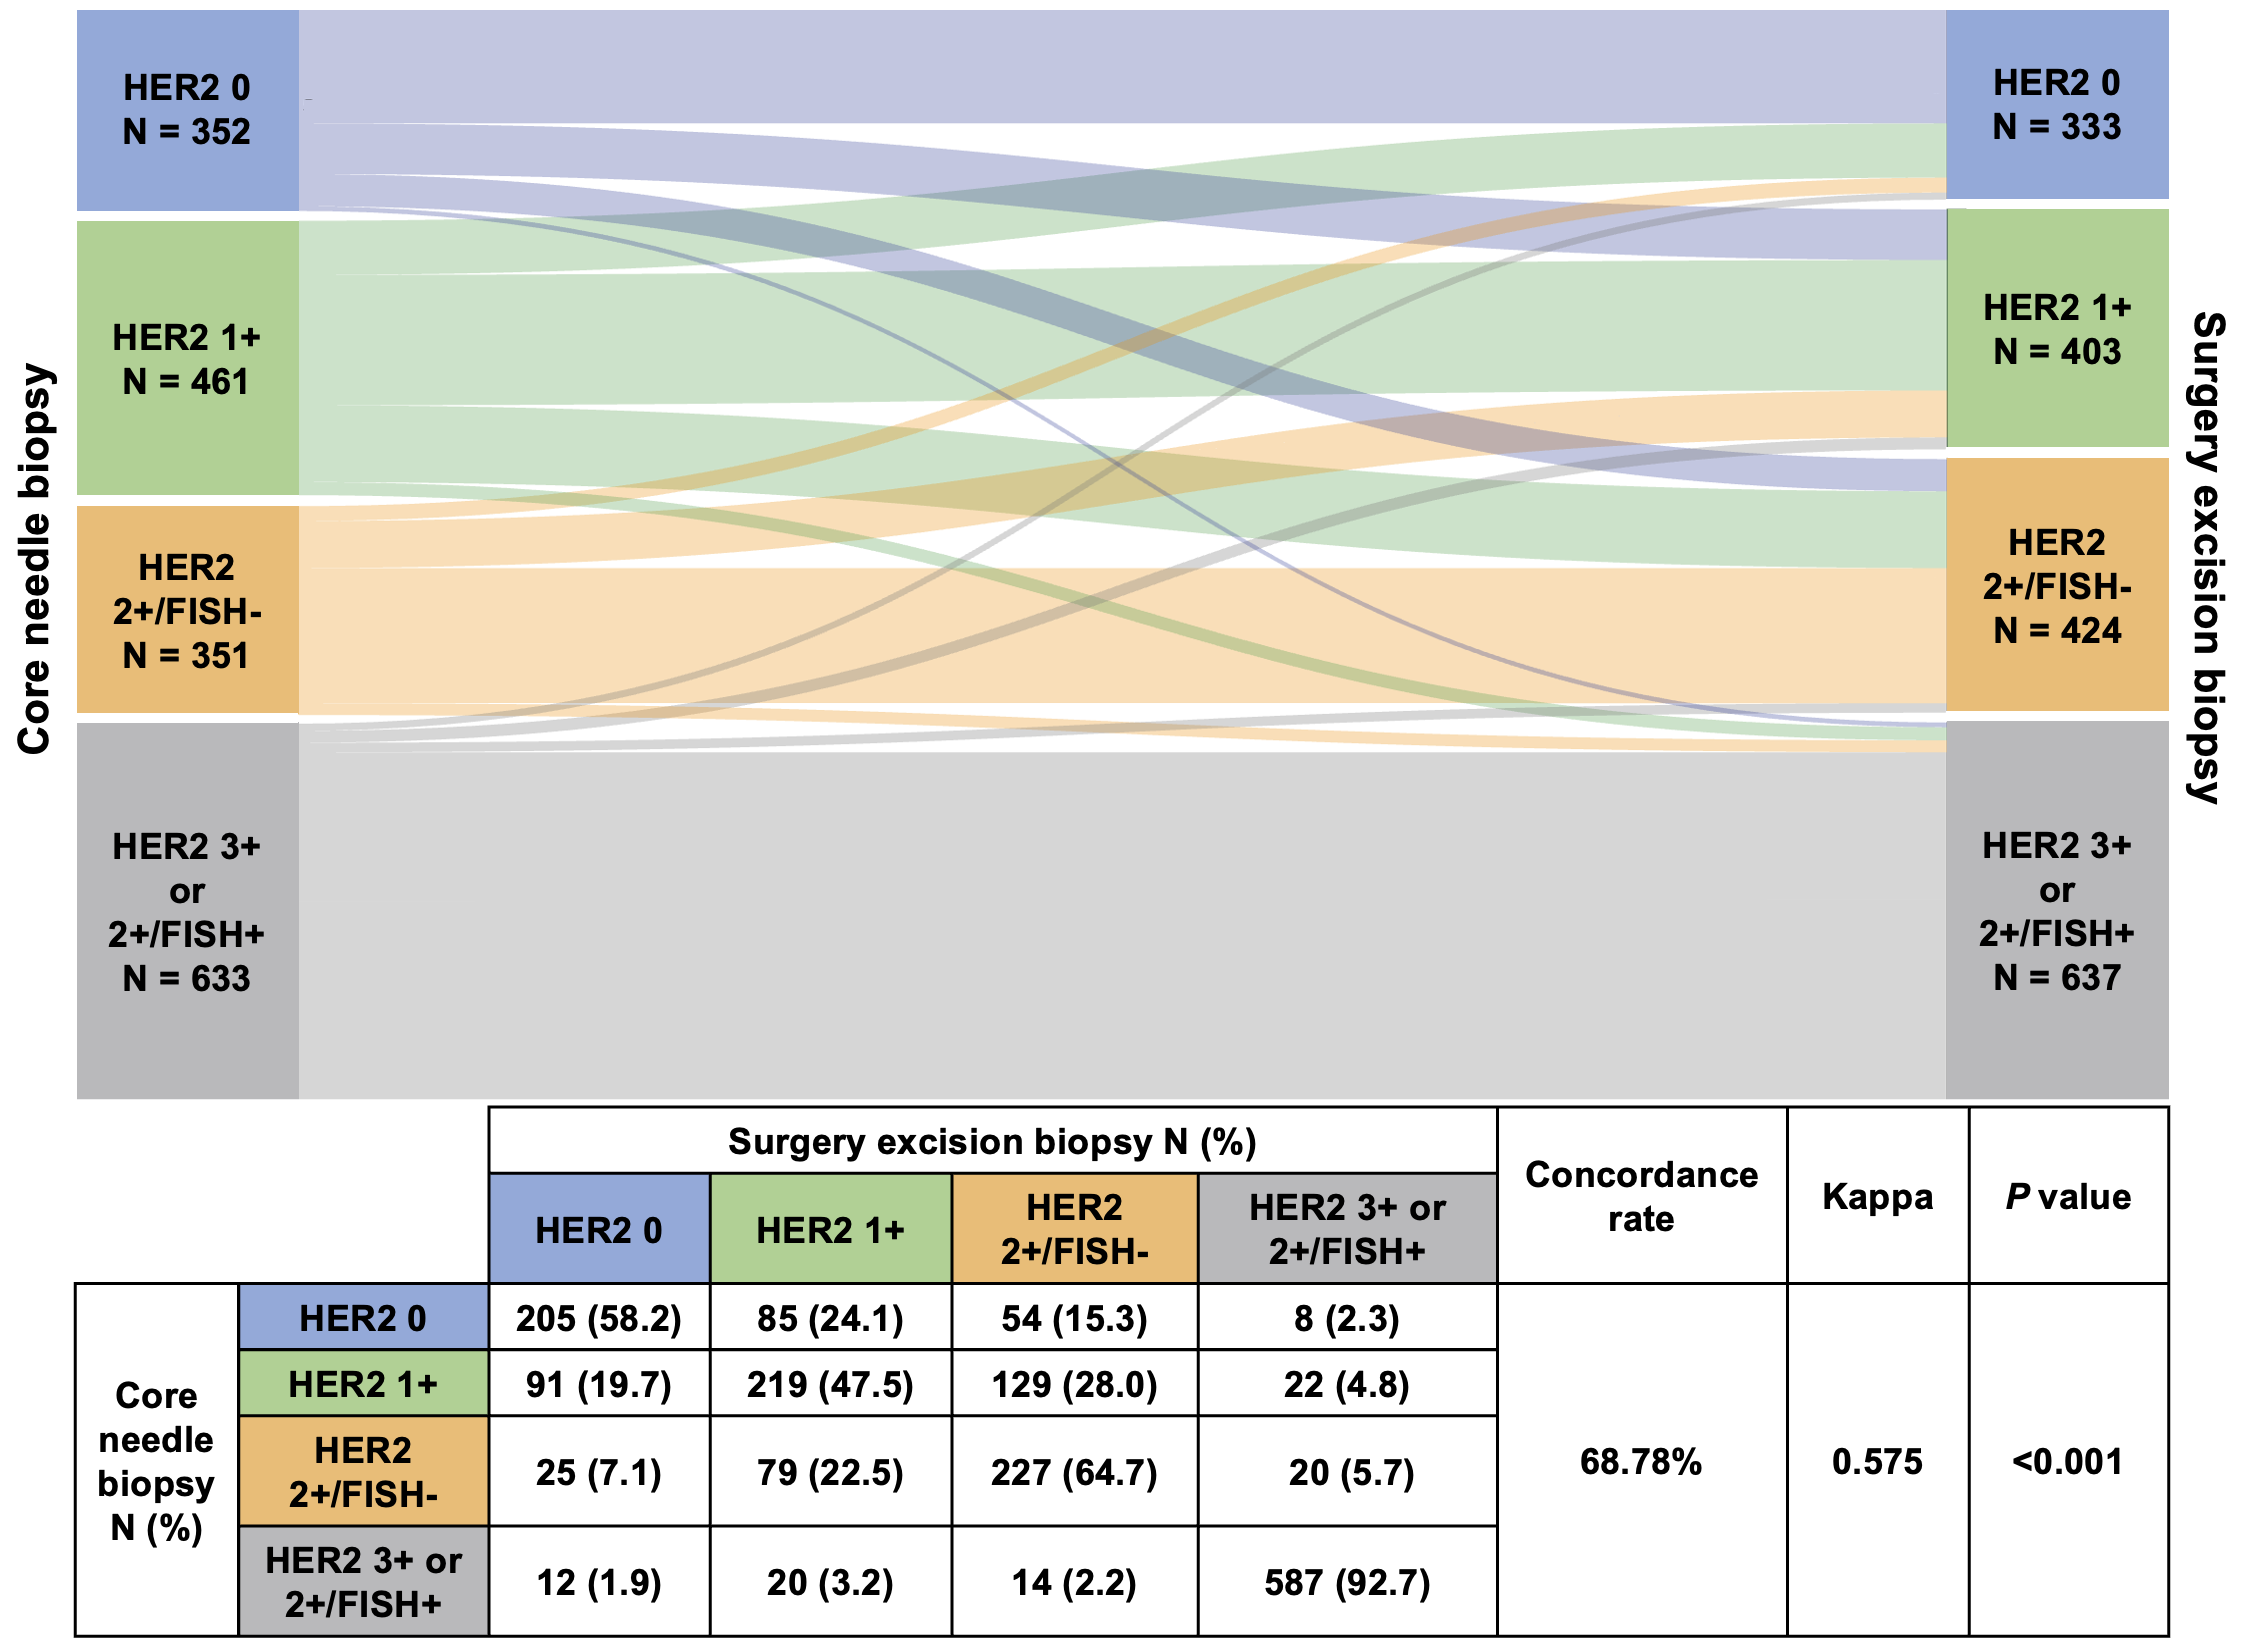 Core needle biopsy
HER2 0
N = 352
HER2 1+
N = 461
HER2
2+/FISH-
N = 351
HER2 3+
or
2+/FISH+
N = 633
HER2 0
N = 333
HER2 1+
N = 403
HER2
2+/FISH-
N = 424
HER2 3+
or
2+/FISH+
N = 637
Surgery excision biopsy
Surgery excision biopsy N (%)
Concordance
rate
Kappa
P value
HER2 0
HER2 1+
HER2
2+/FISH-
HER2 3+ or
2+/FISH+
Core
needle
biopsy
N (%)
HER2 0
205 (58.2)
85 (24.1)
54 (15.3)
8 (2.3)
HER2 1+
91 (19.7)
219 (47.5)
129 (28.0)
22 (4.8)
HER2
2+/FISH-
25 (7.1)
79 (22.5)
227 (64.7)
20 (5.7)
HER2 3+ or
2+/FISH+
12 (1.9)
20 (3.2)
14 (2.2)
587 (92.7)
68.78%
0.575
<0.001